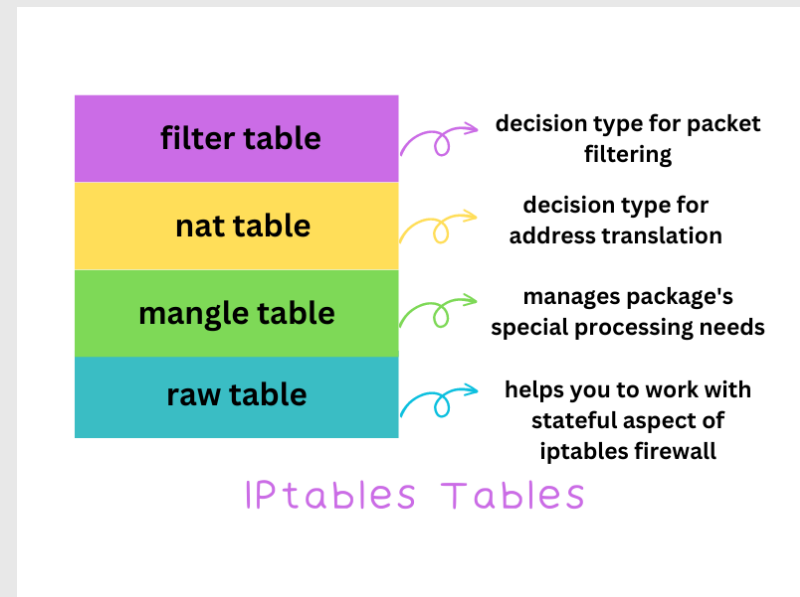 filter table
decision type for packet
filtering
nat table
decision type for
address translation
mangle table
manages package's
special processing needs
raw table
helps you to work with
stateful aspect of
iptables firewall
IPtables Tables